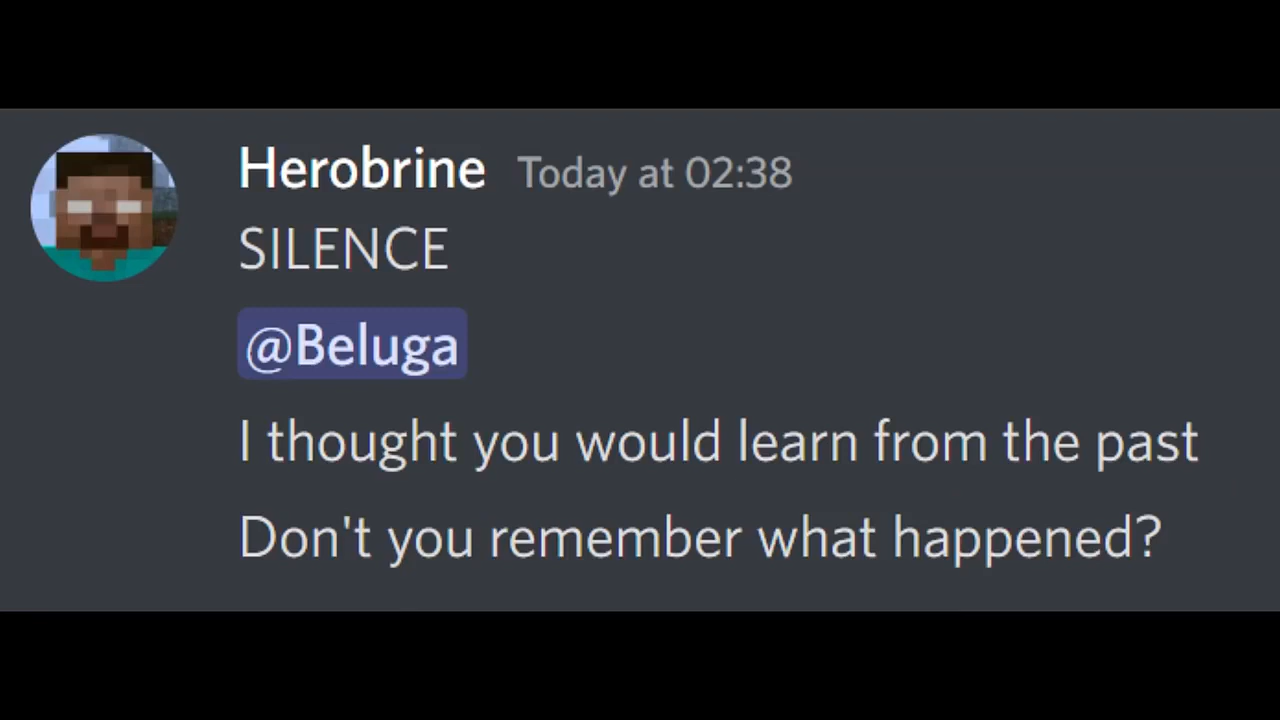 Herobrine Today at 02:38
SILENCE
@Beluga
I thought you would learn from the past
Don't you remember what happened?